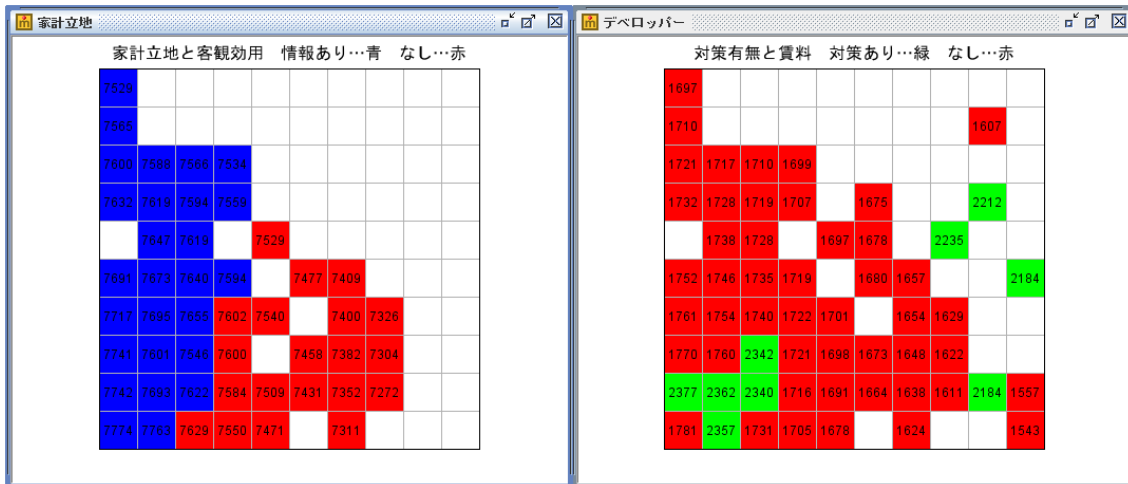 家計立地
家計立地と客観効用 情報あり…青 なし…赤
7529
7555
7600 7588 7566 7534
7632 7619 7594 7559
7647 7619 7529
7691 7673 7640 7594 7477 7409
7717 7695 7655 7602 7540 7400 7326
7741 7601 7546 7600 7458 7382 7304
7742 7693 7622 7584 7509 7431 7352 7272
7774 7763 7629 7550 7471 7311
デベロッパー
対策有無と賃料 対策あり…緑 なし…赤
1697
1710 1607
1721 1717 1710 1699
1732 1728 1719 1707 1675 2212
1738 1728 1697 1678 2235
1752 1746 1735 1719 1680 1657 2184
1761 1754 1740 1722 1701 1654 1629
1770 1760 2342 1721 1698 1673 1648 1622
2377 2362 2340 1716 1691 1664 1638 1611 2184 1557
1781 2357 1731 1705 1678 1624 1543